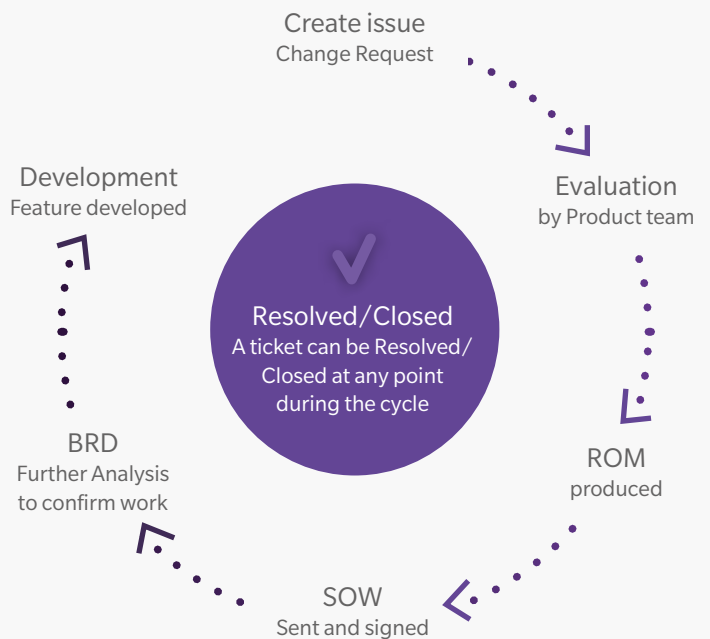 Create issue
Change Request
Evaluation
by Product team
ROM
produced
SOW
Sent and signed
BRD
Further Analysis
to confirm work
Development
Feature developed
Resolved/Closed
A ticket can be Resolved/
Closed at any point
during the cycle